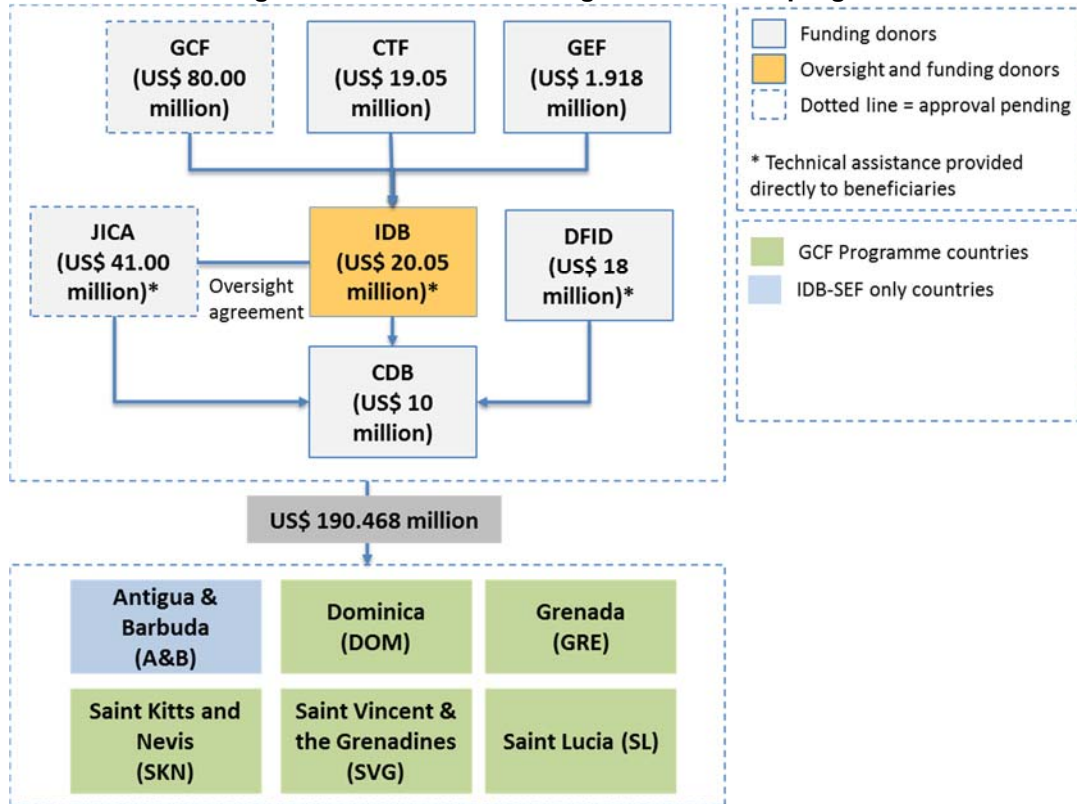 GCF
(US$ 80.00
million)
CTF
(US$ 19.05
million)
GEF
(US$ 1.918
million)
JICA
(US$ 41.00
million)*
Oversight
agreement
IDB
(US$ 20.05
million)*
DFID
(US$ 18
million)*
CDB
(US$ 10
million)
Funding donors
Oversight and funding donors
Dotted line = approval pending
* Technical assistance provided
directly to beneficiaries
GCF Programme countries
IDB-SEF only countries
US$ 190.468 million
Antigua &
Barbuda
(A&B)
Dominica
(DOM)
Grenada
(GRE)
Saint Kitts and
Nevis
(SKN)
Saint Vincent &
the Grenadines
(SVG)
Saint Lucia (SL)